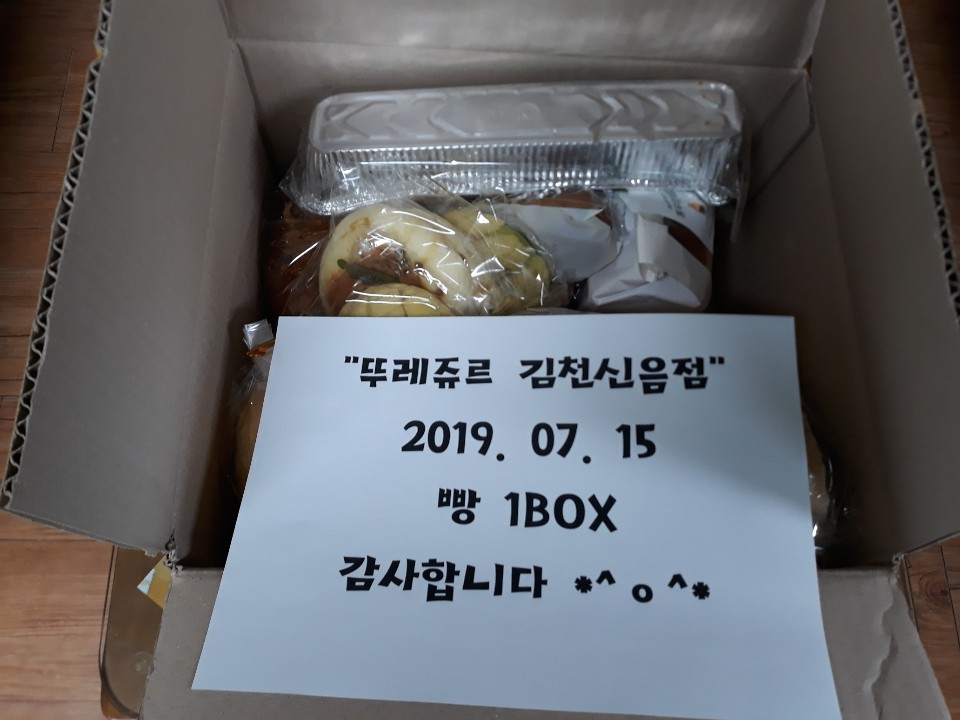 "뚜레쥬르 김천신음점"
2019. 07. 15
빵 1BOX
감사합니다 *^o^*